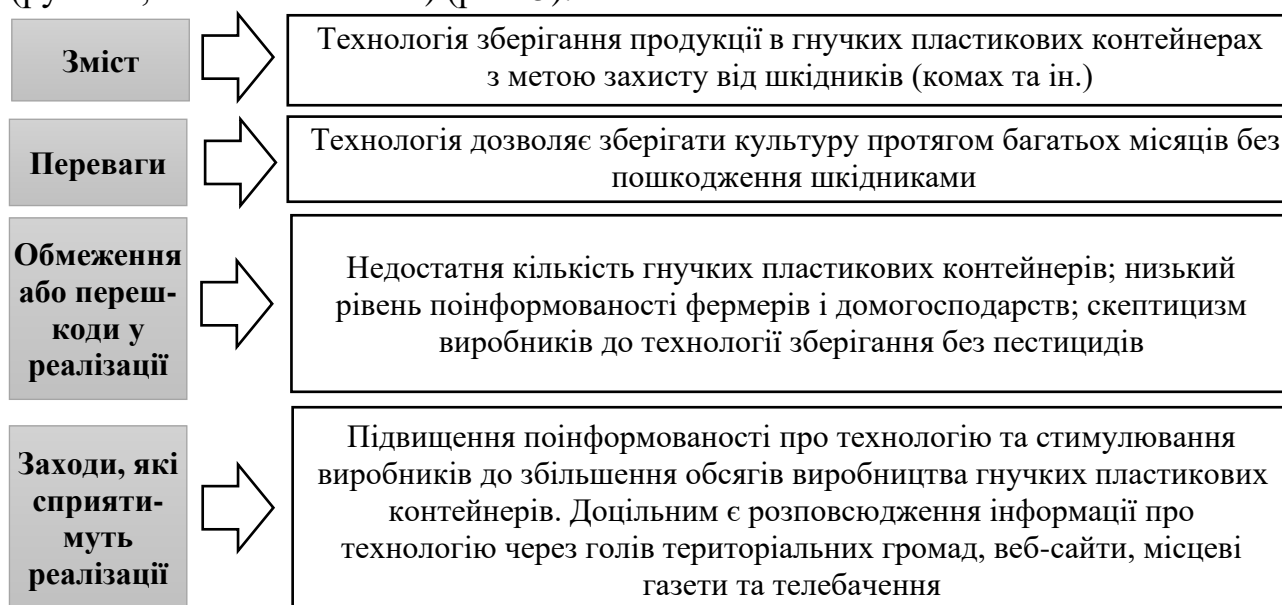 Зміст
Технологія зберігання продукції в гнучких пластикових контейнерах
з метою захисту від шкідників (комах та ін.)
Переваги
Технологія дозволяє зберігати культуру протягом багатьох місяців без
пошкодження шкідниками
Обмеження
або переш-
коди у
реалізації
Недостатня кількість гнучких пластикових контейнерів; низький
рівень поінформованості фермерів і домогосподарств; скептицизм
виробників до технології зберігання без пестицидів
Заходи, які
сприяти-
муть
реалізації
Підвищення поінформованості про технологію та стимулювання
виробників до збільшення обсягів виробництва гнучких пластикових
контейнерів. Доцільним є розповсюдження інформації про
технологію через голів територіальних громад, веб-сайти, місцеві
газети та телебачення